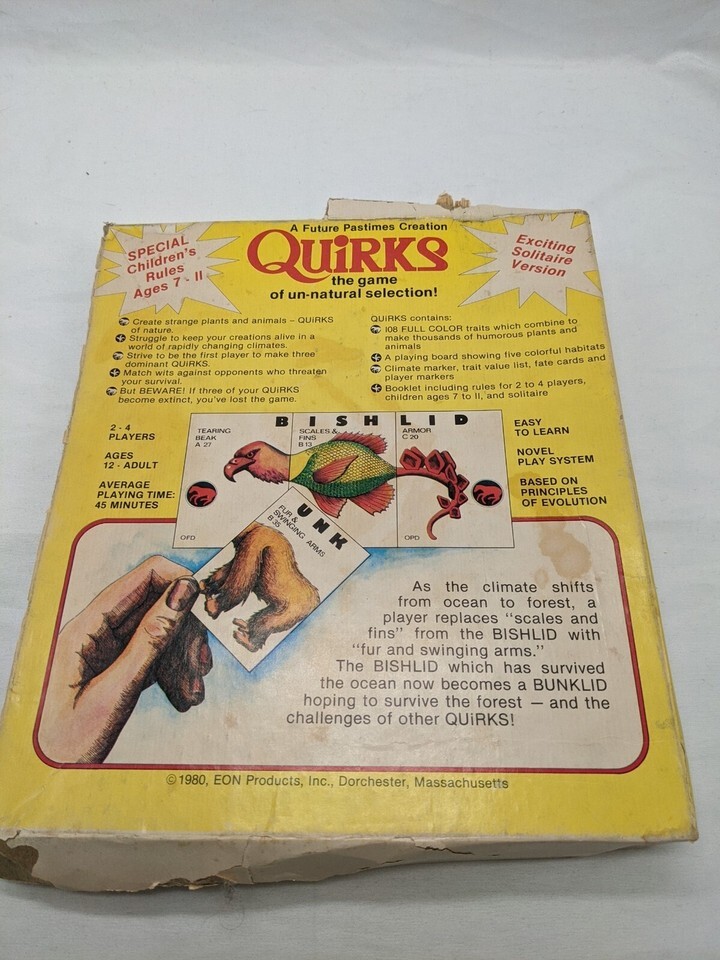 A Future Pastimes Creation
QUiRKS
the game
of un-natural selection!
SPECIAL
Children's
Rules
Ages 7 - II
Exciting
Solitaire
Version
Create strange plants and animals – QUiRKS
of nature.
Struggle to keep your creations alive in a
world of rapidly changing climates.
Strive to be the first player to make three
dominant QUiRKS.
Match wits against opponents who threaten
your survival.
But BEWARE! If three of your QUiRKS
become extinct, you've lost the game.
QUiRKS contains:
I08 FULL COLOR traits which combine to
make thousands of humorous plants and
animals
A playing board showing five colorful habitats
Climate marker, trait value list, fate cards and
player markers
Booklet including rules for 2 to 4 players,
children ages 7 to II, and solitaire
2 - 4
PLAYERS
AGES
12 - ADULT
AVERAGE
PLAYING TIME:
45 MINUTES
B ISH LID
TEARING
BEAK
A 27
SCALES &
FINS
B 13
ARMOR
C 20
OFD
OPD
UNK
FUR &
SWINGING ARMS
B 35
EASY
TO LEARN
NOVEL
PLAY SYSTEM
BASED ON
PRINCIPLES
OF EVOLUTION
As the climate shifts
from ocean to forest, a
player replaces "scales and
fins" from the BISHLID with
"fur and swinging arms."
The BISHLID which has survived
the ocean now becomes a BUNKLID
hoping to survive the forest — and the
challenges of other QUiRKS!
©1980, EON Products, Inc., Dorchester, Massachusetts